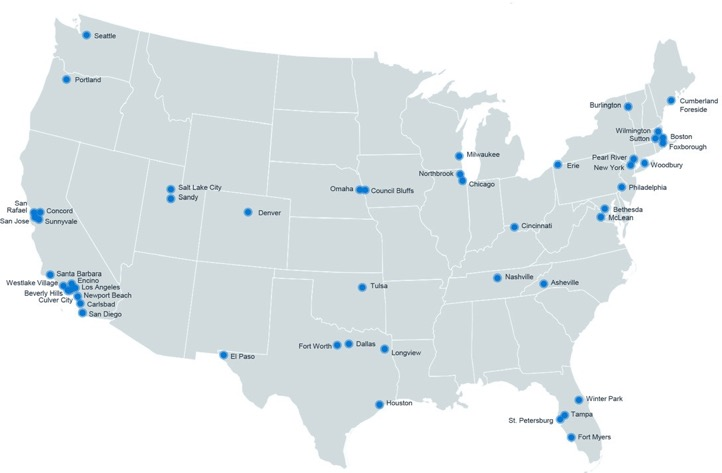 Seattle
Portland
Burlington
Cumberland
Foreside
Wilmington
Sutton
Boston
Foxborough
Milwaukee
Pearl River
New York
Woodbury
Erie
Northbrook
Chicago
Salt Lake City
Sandy
Omaha
Council Bluffs
Philadelphia
San
Rafael
Concord
San Jose
Sunnyvale
Denver
Bethesda
McLean
Cincinnati
Santa Barbara
Westlake Village
Encino
Los Angeles
Beverly Hills
Culver City
Newport Beach
Carlsbad
San Diego
Nashville
Asheville
Tulsa
Fort Worth
Dallas
Longview
El Paso
Houston
Winter Park
Tampa
St. Petersburg
Fort Myers